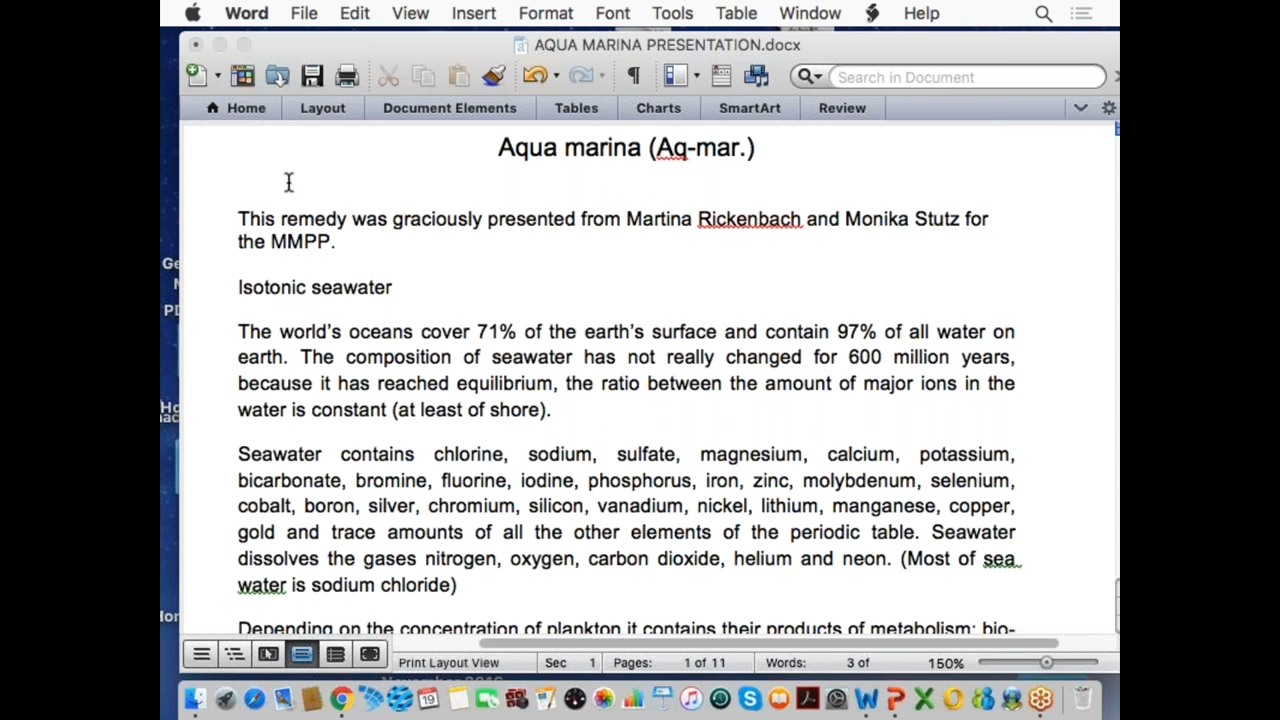 Word File Edit View Insert Format Font Tools Table Window Help
AQUA MARINA PRESENTATION.docx
Search in Document
Home Layout Document Elements Tables Charts SmartArt Review
Aqua marina (Aq-mar.)
This remedy was graciously presented from Martina Rickenbach and Monika Stutz for
the MMPP.
Isotonic seawater
The world's oceans cover 71% of the earth's surface and contain 97% of all water on
earth. The composition of seawater has not really changed for 600 million years,
because it has reached equilibrium, the ratio between the amount of major ions in the
water is constant (at least of shore).
Seawater contains chlorine, sodium, sulfate, magnesium, calcium, potassium,
bicarbonate, bromine, fluorine, iodine, phosphorus, iron, zinc, molybdenum, selenium,
cobalt, boron, silver, chromium, silicon, vanadium, nickel, lithium, manganese, copper,
gold and trace amounts of all the other elements of the periodic table. Seawater
dissolves the gases nitrogen, oxygen, carbon dioxide, helium and neon. (Most of sea
water is sodium chloride)
Depending on the concentration of plankton it contains their products of metabolism: bio-
Print Layout View Sec 1 Pages: 1 of 11 Words: 3 of 150%
19